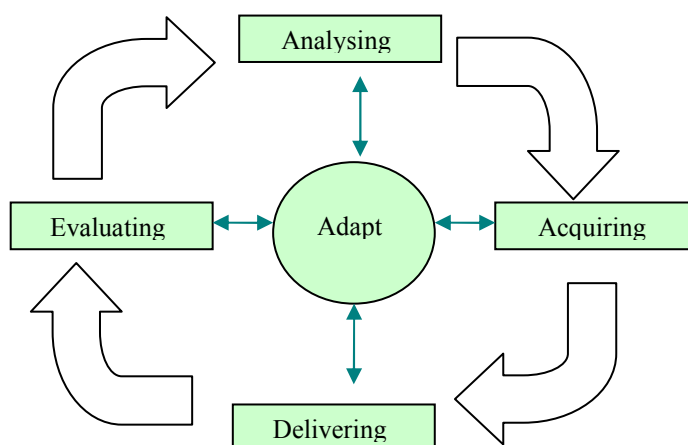 Analysing
Evaluating
Adapt
Acquiring
Delivering